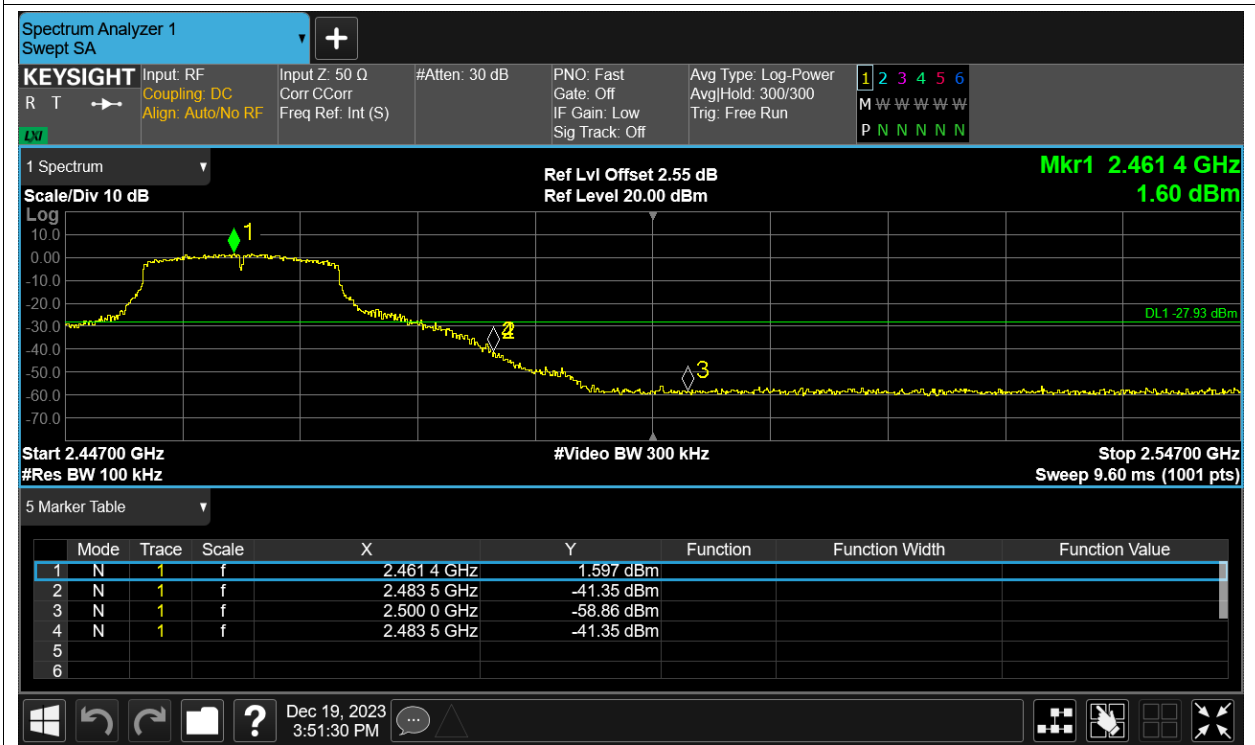 Spectrum Analyzer 1
Swept SA
+
KEYSIGHT
R T
LXI
Input: RF
Coupling: DC
Align: Auto/No RF
Input Z: 50 Ω
Corr CCorr
Freq Ref: Int (S)
#Atten: 30 dB
PNO: Fast
Gate: Off
IF Gain: Low
Sig Track: Off
Avg Type: Log-Power
Avg|Hold: 300/300
Trig: Free Run
1 2 3 4 5 6
M W W W W W
P N N N N N
1 Spectrum
Scale/Div 10 dB
Ref Lvl Offset 2.55 dB
Ref Level 20.00 dBm
Mkr1 2.461 4 GHz
1.60 dBm
Log
10.0
0.00
-10.0
-20.0
-30.0
-40.0
-50.0
-60.0
-70.0
1
3
DL1 -27.93 dBm
Start 2.44700 GHz
#Res BW 100 kHz
#Video BW 300 kHz
Stop 2.54700 GHz
Sweep 9.60 ms (1001 pts)
5 Marker Table
Mode Trace Scale X Y Function Function Width Function Value
1 N 1 f 2.461 4 GHz 1.597 dBm
2 N 1 f 2.483 5 GHz -41.35 dBm
3 N 1 f 2.500 0 GHz -58.86 dBm
4 N 1 f 2.483 5 GHz -41.35 dBm
5
6
?
Dec 19, 2023
3:51:30 PM